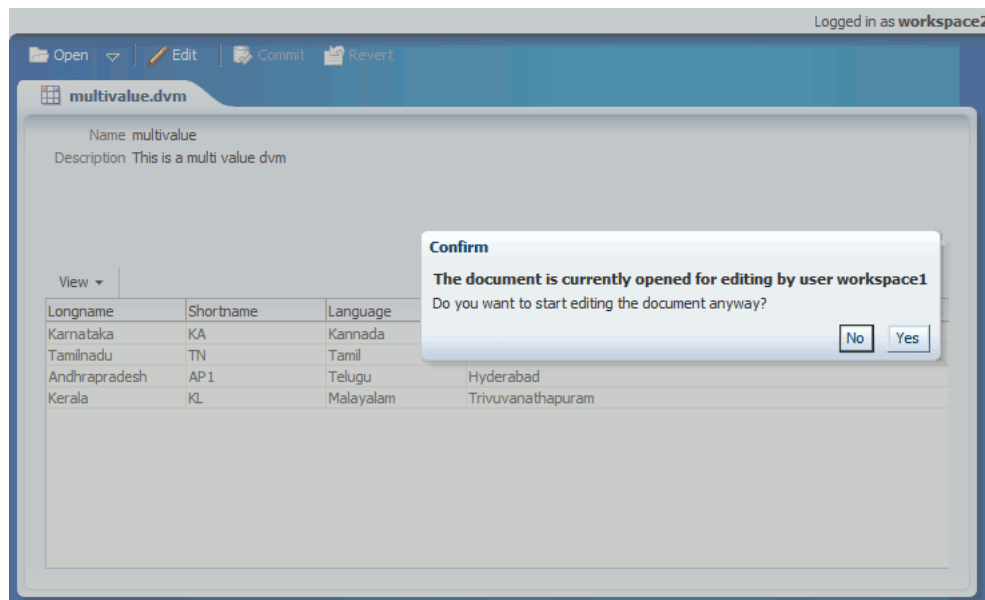 Logged in as workspace2
Open Edit Commit Revert
multivalue.dvm
Name multivalue
Description This is a multi value dvm
Confirm
The document is currently opened for editing by user workspace1
Do you want to start editing the document anyway?
No Yes
View
Longname Shortname Language
Karnataka KA Kannada
Tamilnadu TN Tamil
Andhrapradesh AP1 Telugu Hyderabad
Kerala KL Malayalam Trivuvanathapuram